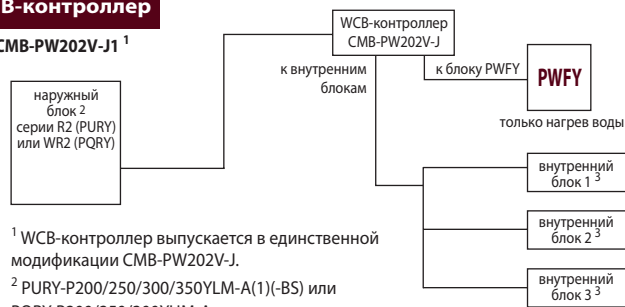 В-контроллер
CMB-PW202V-J1 1
WCB-контроллер
CMB-PW202V-J
к внутренним
блокам
к блоку PWFY
PWFY
только нагрев воды
наружный
блок 2
серии R2 (PURY)
или WR2 (PQRY)
внутренний
блок 1 3
внутренний
блок 2 3
внутренний
блок 3 3
1 WCB-контроллер выпускается в единственной
модификации CMB-PW202V-J.
2 PURY-P200/250/300/350YLM-A(1)(-BS) или